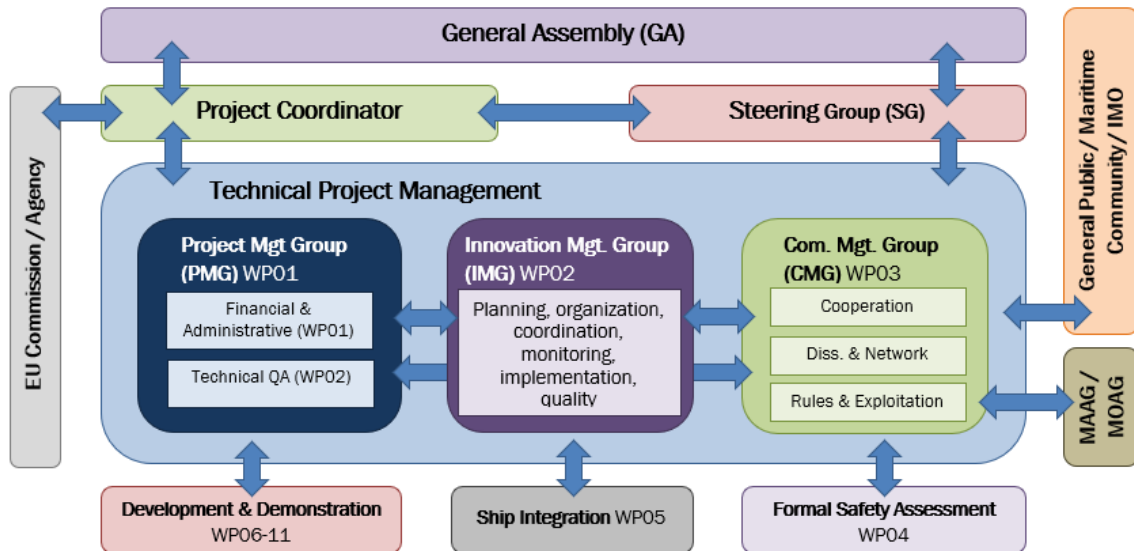 General Assembly (GA)
Project Coordinator
Steering Group (SG)
EU Commission / Agency
General Public / Maritime
Community / IMO
Technical Project Management
Project Mgt Group
(PMG) WP01
Financial &
Administrative (WP01)
Technical QA (WP02)
Innovation Mgt. Group
(IMG) WP02
Planning, organization,
coordination,
monitoring,
implementation,
quality
Com. Mgt. Group
(CMG) WP03
Cooperation
Diss. & Network
Rules & Exploitation
MAAG /
MOAG
Development & Demonstration
WP06-11
Ship Integration WP05
Formal Safety Assessment
WP04